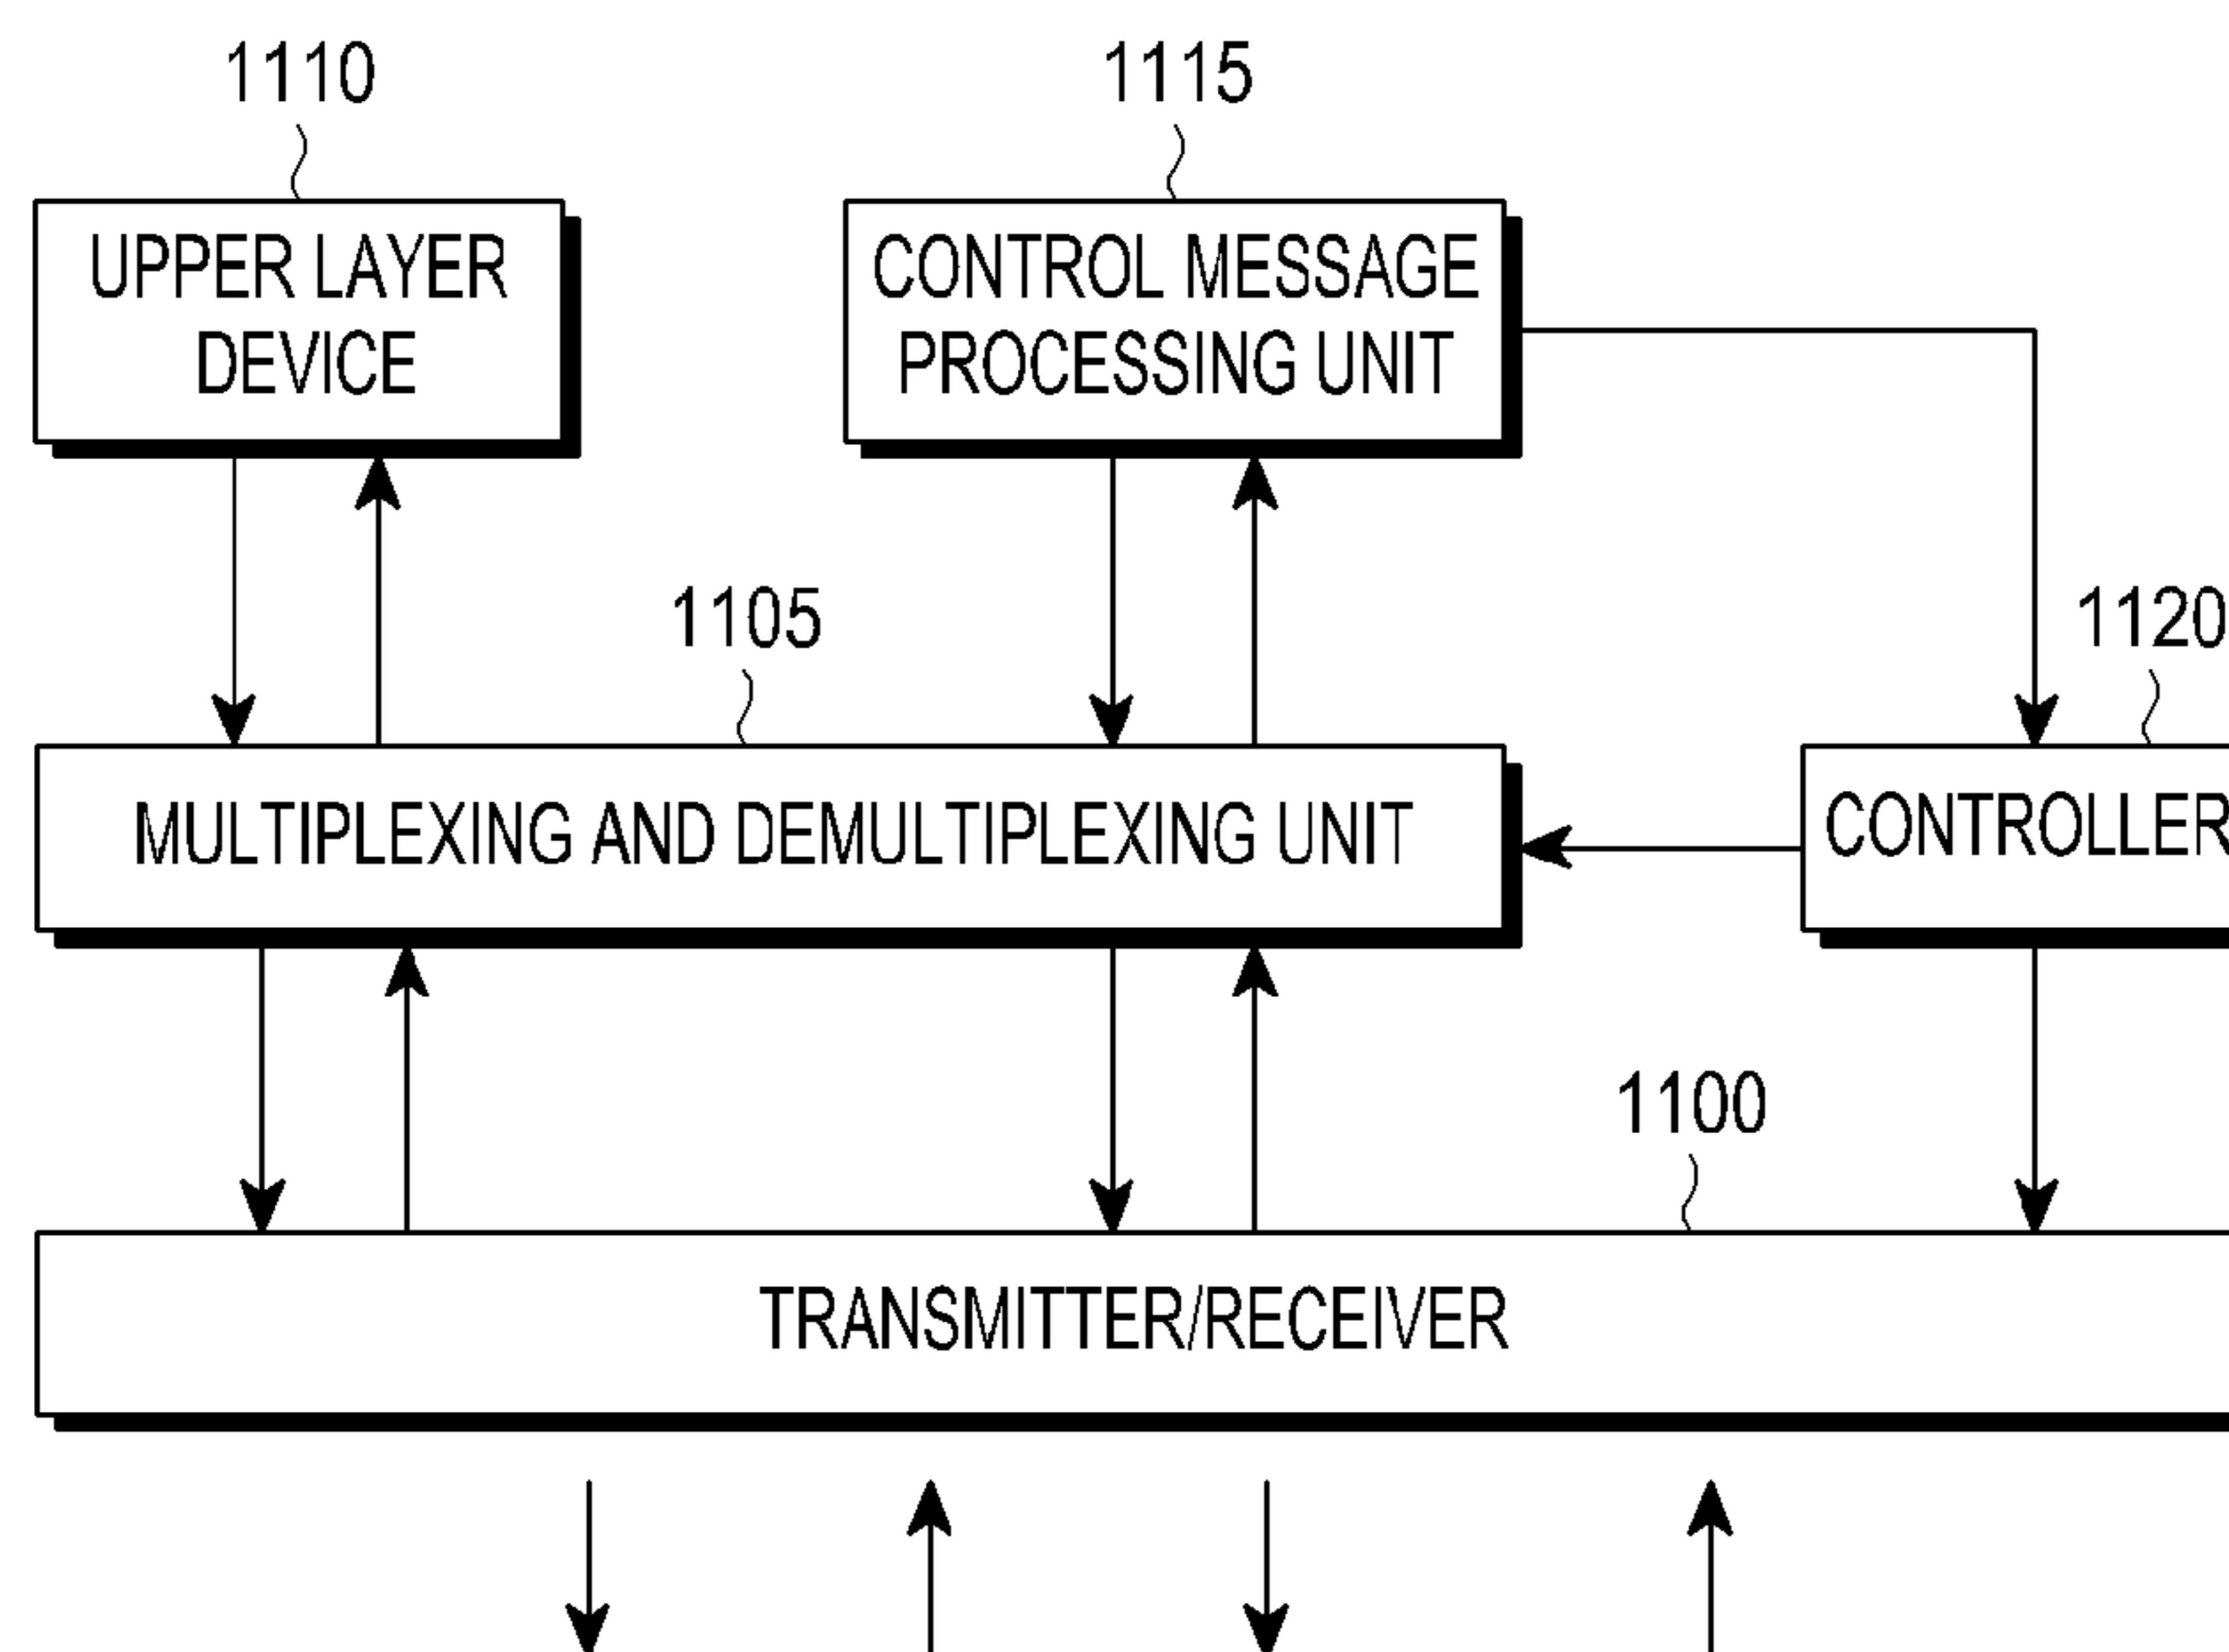 1110
1115
UPPER LAYER
DEVICE
CONTROL MESSAGE
PROCESSING UNIT
1105
1120
MULTIPLEXING AND DEMULTIPLEXING UNIT
CONTROLLER
1100
TRANSMITTER/RECEIVER